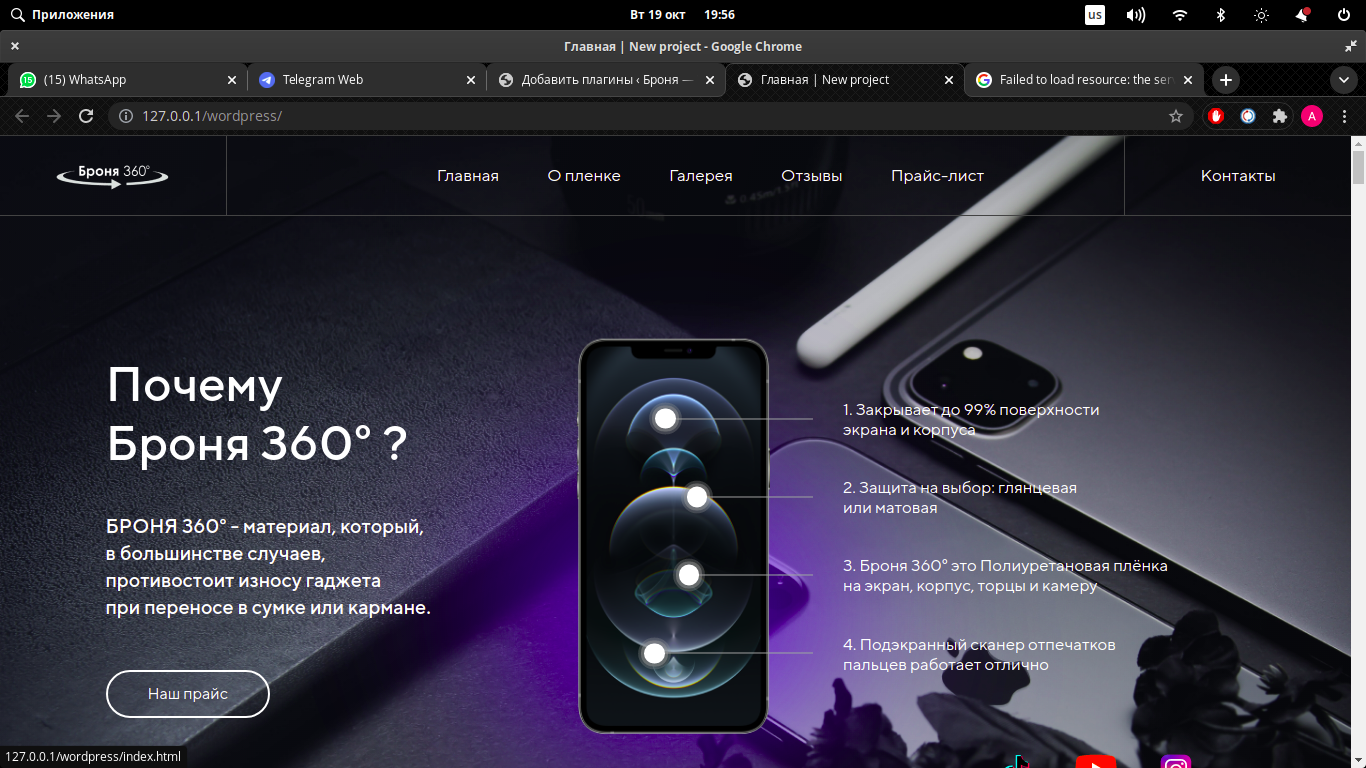 Приложения
Вт 19 окт 19:56
us
Главная | New project - Google Chrome
(15) WhatsApp
Telegram Web
Добавить плагины ‹ Броня —
Главная | New project
Failed to load resource: the ser
127.0.0.1/wordpress/
A
Броня 360°
Главная
О пленке
Галерея
Отзывы
Прайс-лист
Контакты
Почему
Броня 360° ?
БРОНЯ 360° - материал, который,
в большинстве случаев,
противостоит износу гаджета
при переносе в сумке или кармане.
Наш прайс
1. Закрывает до 99% поверхности
экрана и корпуса
2. Защита на выбор: глянцевая
или матовая
3. Броня 360° это Полиуретановая плёнка
на экран, корпус, торцы и камеру
4. Подэкранный сканер отпечатков
пальцев работает отлично
127.0.0.1/wordpress/index.html